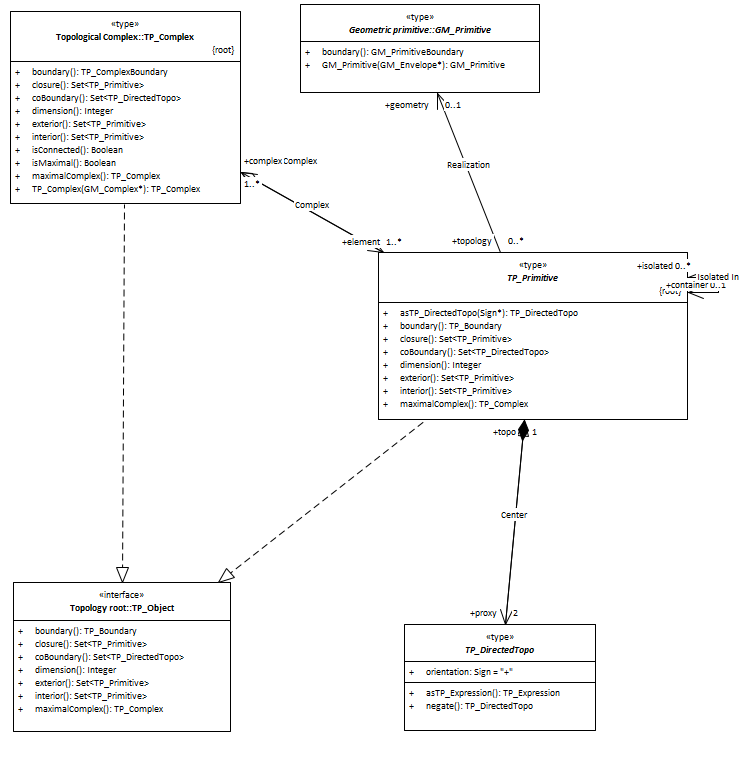 «type»
Topological Complex::TP_Complex
{root}
+ boundary(): TP_ComplexBoundary
+ closure(): Set<TP_Primitive>
+ coBoundary(): Set<TP_DirectedTopo>
+ dimension(): Integer
+ exterior(): Set<TP_Primitive>
+ interior(): Set<TP_Primitive>
+ isConnected(): Boolean
+ isMaximal(): Boolean
+ maximalComplex(): TP_Complex
+ TP_Complex(GM_Complex*): TP_Complex
«type»
Geometric primitive::GM_Primitive
+ boundary(): GM_PrimitiveBoundary
+ GM_Primitive(GM_Envelope*): GM_Primitive
+geometry 0..1
Realization
+complex Complex
1..*
Complex
+element 1..*
+topology 0..*
«type»
TP_Primitive
{root}
+isolated 0..*
Isolated In
+container 0..1
+ asTP_DirectedTopo(Sign*): TP_DirectedTopo
+ boundary(): TP_Boundary
+ closure(): Set<TP_Primitive>
+ coBoundary(): Set<TP_DirectedTopo>
+ dimension(): Integer
+ exterior(): Set<TP_Primitive>
+ interior(): Set<TP_Primitive>
+ maximalComplex(): TP_Complex
+topo 1
Center
+proxy 2
«interface»
Topology root::TP_Object
+ boundary(): TP_Boundary
+ closure(): Set<TP_Primitive>
+ coBoundary(): Set<TP_DirectedTopo>
+ dimension(): Integer
+ exterior(): Set<TP_Primitive>
+ interior(): Set<TP_Primitive>
+ maximalComplex(): TP_Complex
«type»
TP_DirectedTopo
+ orientation: Sign = "+"
+ asTP_Expression(): TP_Expression
+ negate(): TP_DirectedTopo